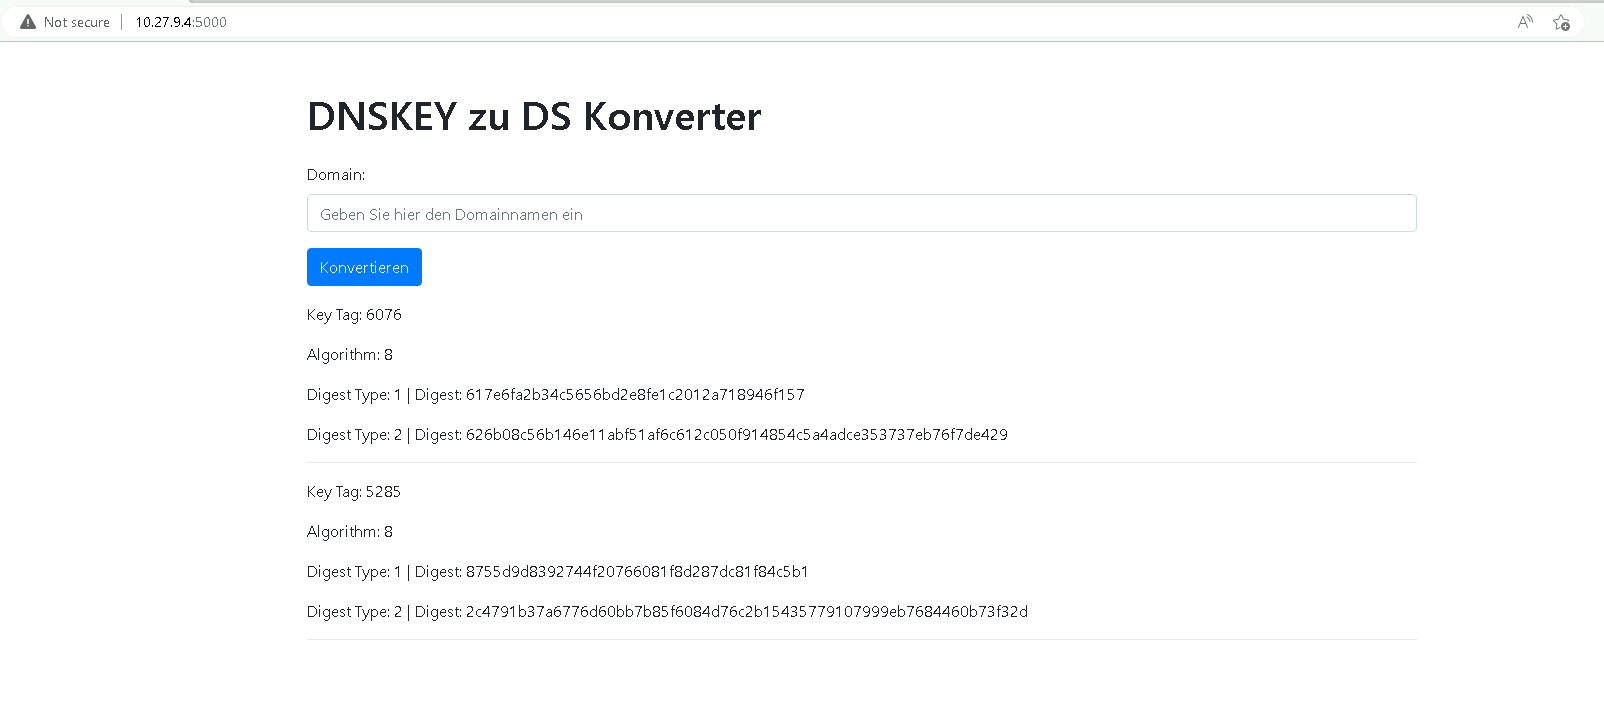 Not secure | 10.27.9.4:5000
DNSKEY zu DS Konverter
Domain:
Geben Sie hier den Domainnamen ein
Konvertieren
Key Tag: 6076
Algorithm: 8
Digest Type: 1 | Digest: 617e6fa2b34c5656bd2e8fe1c2012a718946f157
Digest Type: 2 | Digest: 626b08c56b146e11abf51af6c612c050f914854c5a4adce353737eb76f7de429
Key Tag: 5285
Algorithm: 8
Digest Type: 1 | Digest: 8755d9d8392744f20766081f8d287dc81f84c5b1
Digest Type: 2 | Digest: 2c4791b37a6776d60bb7b85f6084d76c2b15435779107999eb7684460b73f32d